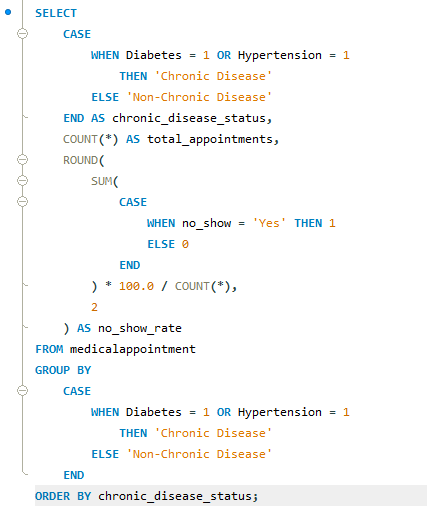 SELECT
    CASE
        WHEN Diabetes = 1 OR Hypertension = 1
            THEN 'Chronic Disease'
        ELSE 'Non-Chronic Disease'
    END AS chronic_disease_status,
    COUNT(*) AS total_appointments,
    ROUND(
        SUM(
            CASE
                WHEN no_show = 'Yes' THEN 1
                ELSE 0
            END
        ) * 100.0 / COUNT(*),
        2
    ) AS no_show_rate
FROM medicalappointment
GROUP BY
    CASE
        WHEN Diabetes = 1 OR Hypertension = 1
            THEN 'Chronic Disease'
        ELSE 'Non-Chronic Disease'
    END
ORDER BY chronic_disease_status;